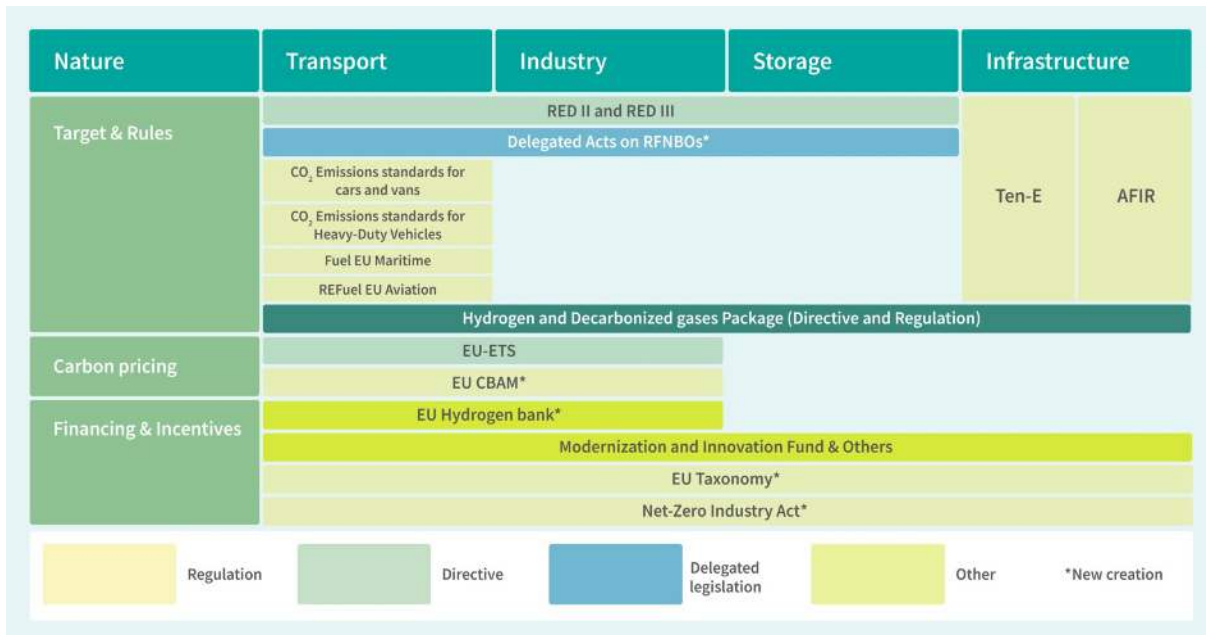 Nature
Transport
Industry
Storage
Infrastructure
Target & Rules
RED II and RED III
Delegated Acts on RFNBOs*
CO₂ Emissions standards for
cars and vans
CO₂ Emissions standards for
Heavy-Duty Vehicles
Fuel EU Maritime
REFuel EU Aviation
Ten-E
AFIR
Hydrogen and Decarbonized gases Package (Directive and Regulation)
Carbon pricing
EU-ETS
EU CBAM*
Financing & Incentives
EU Hydrogen bank*
Modernization and Innovation Fund & Others
EU Taxonomy*
Net-Zero Industry Act*
Regulation
Directive
Delegated
legislation
Other
*New creation